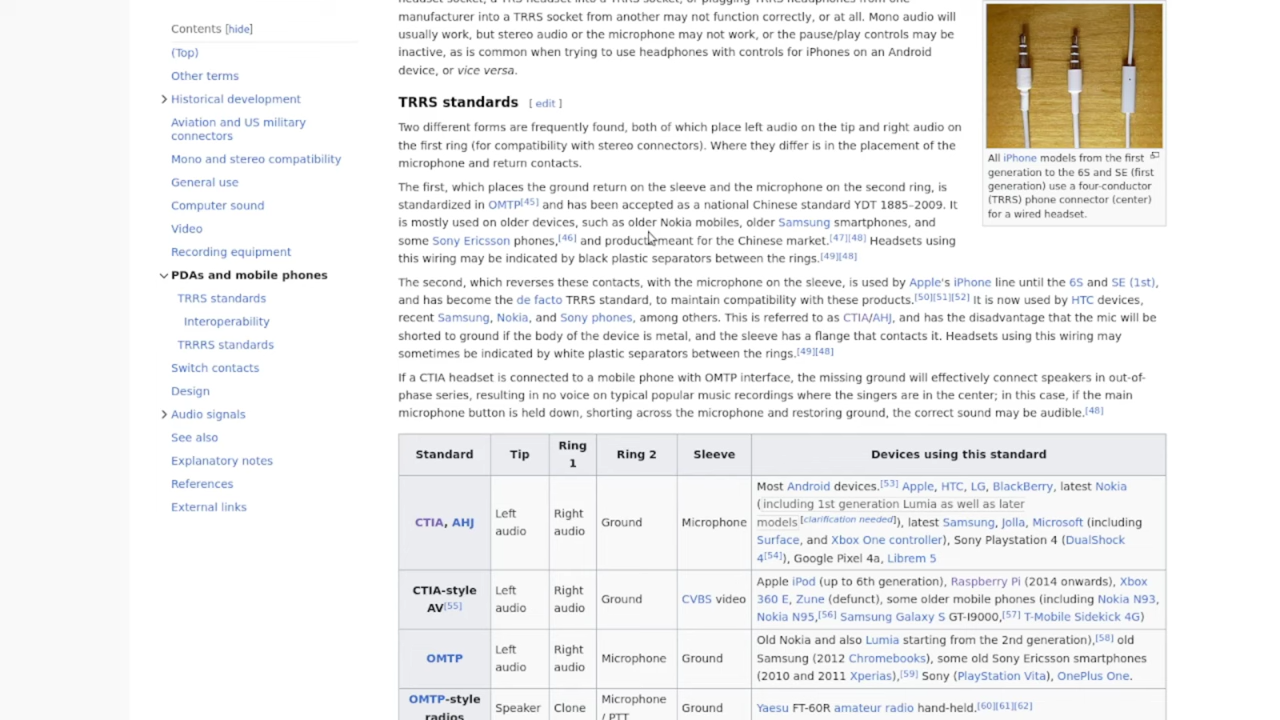 Contents [hide]
(Top)
Other terms
Historical development
Aviation and US military
connectors
Mono and stereo compatibility
General use
Computer sound
Video
Recording equipment
PDAs and mobile phones
TRRS standards
Interoperability
TRRRS standards
Switch contacts
Design
Audio signals
See also
Explanatory notes
References
External links
manufacturer into a TRRS socket from another may not function correctly, or at all. Mono audio will
usually work, but stereo audio or the microphone may not work, or the pause/play controls may be
inactive, as is common when trying to use headphones with controls for iPhones on an Android
device, or vice versa.
TRRS standards [ edit ]
Two different forms are frequently found, both of which place left audio on the tip and right audio on
the first ring (for compatibility with stereo connectors). Where they differ is in the placement of the
microphone and return contacts.
The first, which places the ground return on the sleeve and the microphone on the second ring, is
standardized in OMTP[45] and has been accepted as a national Chinese standard YDT 1885–2009. It
is mostly used on older devices, such as older Nokia mobiles, older Samsung smartphones, and
some Sony Ericsson phones,[46] and product meant for the Chinese market.[47][48] Headsets using
this wiring may be indicated by black plastic separators between the rings.[49][48]
The second, which reverses these contacts, with the microphone on the sleeve, is used by Apple's iPhone line until the 6S and SE (1st),
and has become the de facto TRRS standard, to maintain compatibility with these products.[50][51][52] It is now used by HTC devices,
recent Samsung, Nokia, and Sony phones, among others. This is referred to as CTIA/AHJ, and has the disadvantage that the mic will be
shorted to ground if the body of the device is metal, and the sleeve has a flange that contacts it. Headsets using this wiring may
sometimes be indicated by white plastic separators between the rings.[49][48]
If a CTIA headset is connected to a mobile phone with OMTP interface, the missing ground will effectively connect speakers in out-of-
phase series, resulting in no voice on typical popular music recordings where the singers are in the center; in this case, if the main
microphone button is held down, shorting across the microphone and restoring ground, the correct sound may be audible.[48]
All iPhone models from the first
generation to the 6S and SE (first
generation) use a four-conductor
(TRRS) phone connector (center)
for a wired headset.
Standard Tip Ring 1 Ring 2 Sleeve Devices using this standard
CTIA, AHJ Left audio Right audio Ground Microphone
Most Android devices.[53] Apple, HTC, LG, BlackBerry, latest Nokia
(including 1st generation Lumia as well as later
models[clarification needed]), latest Samsung, Jolla, Microsoft (including
Surface, and Xbox One controller), Sony Playstation 4 (DualShock
4[54]), Google Pixel 4a, Librem 5
CTIA-style AV[55] Left audio Right audio Ground CVBS video
Apple iPod (up to 6th generation), Raspberry Pi (2014 onwards), Xbox
360 E, Zune (defunct), some older mobile phones (including Nokia N93,
Nokia N95,[56] Samsung Galaxy S GT-I9000,[57] T-Mobile Sidekick 4G)
OMTP Left audio Right audio Microphone Ground
Old Nokia and also Lumia starting from the 2nd generation),[58] old
Samsung (2012 Chromebooks), some old Sony Ericsson smartphones
(2010 and 2011 Xperias),[59] Sony (PlayStation Vita), OnePlus One.
OMTP-style radios Speaker Clone Microphone / PTT Ground
Yaesu FT-60R amateur radio hand-held.[60][61][62]